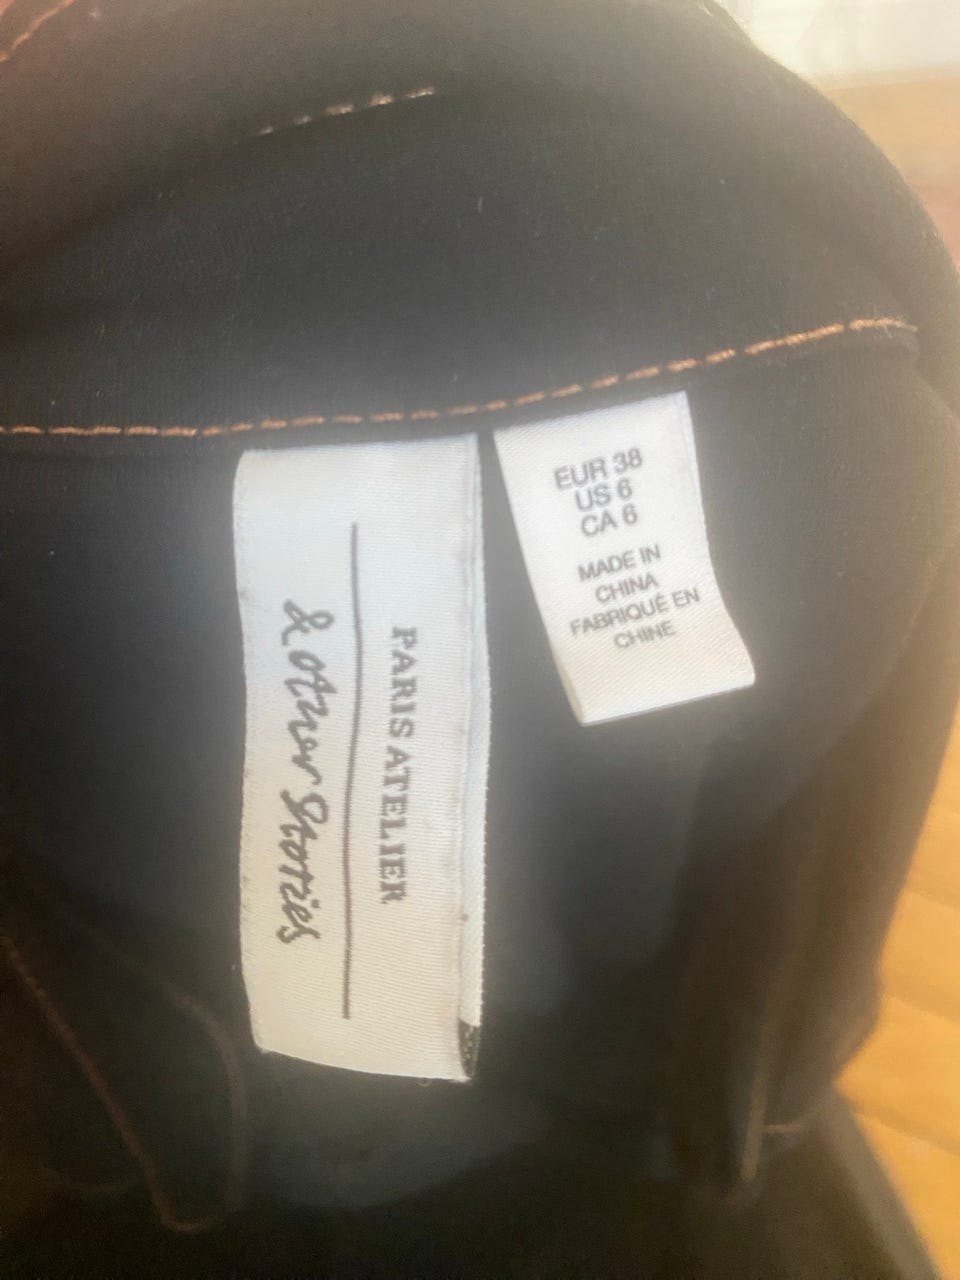 PARIS ATELIER
& Other Stories
EUR 38
US 6
CA 6
MADE IN
CHINA
FABRIQUÉ EN
CHINE